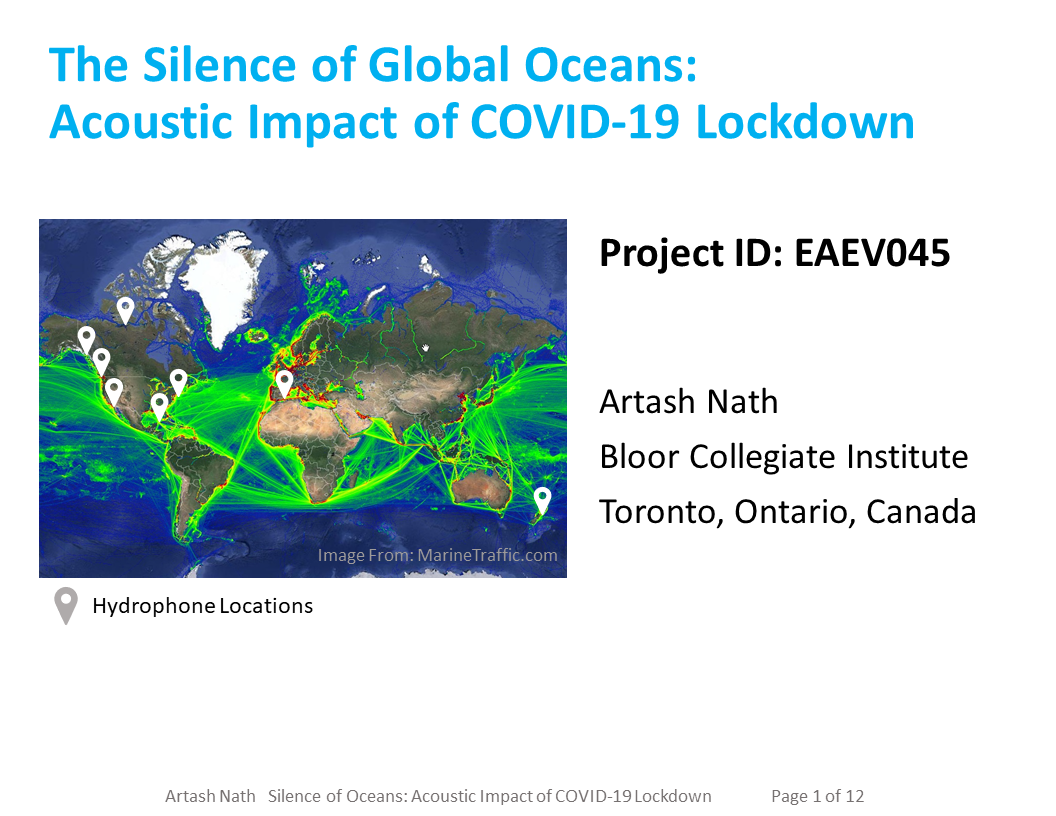 The Silence of Global Oceans:
Acoustic Impact of COVID-19 Lockdown
Project ID: EAEV045
Artash Nath
Bloor Collegiate Institute
Toronto, Ontario, Canada
Image From: MarineTraffic.com
Hydrophone Locations
Artash Nath Silence of Oceans: Acoustic Impact of COVID-19 Lockdown Page 1 of 12